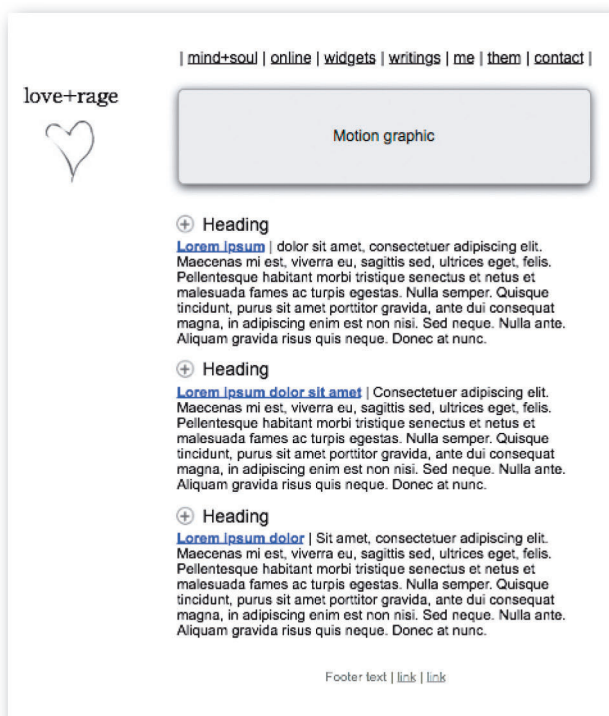 | mind+soul | online | widgets | writings | me | them | contact |
love+rage
Motion graphic
Heading
Lorem ipsum | dolor sit amet, consectetuer adipiscing elit.
Maecenas mi est, viverra eu, sagittis sed, ultrices eget, felis.
Pellentesque habitant morbi tristique senectus et netus et
malesuada fames ac turpis egestas. Nulla semper. Quisque
tincidunt, purus sit amet porttitor gravida, ante dui consequat
magna, in adipiscing enim est non nisi. Sed neque. Nulla ante.
Aliquam gravida risus quis neque. Donec at nunc.
Heading
Lorem ipsum dolor sit amet | Consectetuer adipiscing elit.
Maecenas mi est, viverra eu, sagittis sed, ultrices eget, felis.
Pellentesque habitant morbi tristique senectus et netus et
malesuada fames ac turpis egestas. Nulla semper. Quisque
tincidunt, purus sit amet porttitor gravida, ante dui consequat
magna, in adipiscing enim est non nisi. Sed neque. Nulla ante.
Aliquam gravida risus quis neque. Donec at nunc.
Heading
Lorem ipsum dolor | Sit amet, consectetuer adipiscing elit.
Maecenas mi est, viverra eu, sagittis sed, ultrices eget, felis.
Pellentesque habitant morbi tristique senectus et netus et
malesuada fames ac turpis egestas. Nulla semper. Quisque
tincidunt, purus sit amet porttitor gravida, ante dui consequat
magna, in adipiscing enim est non nisi. Sed neque. Nulla ante.
Aliquam gravida risus quis neque. Donec at nunc.
Footer text | link | link